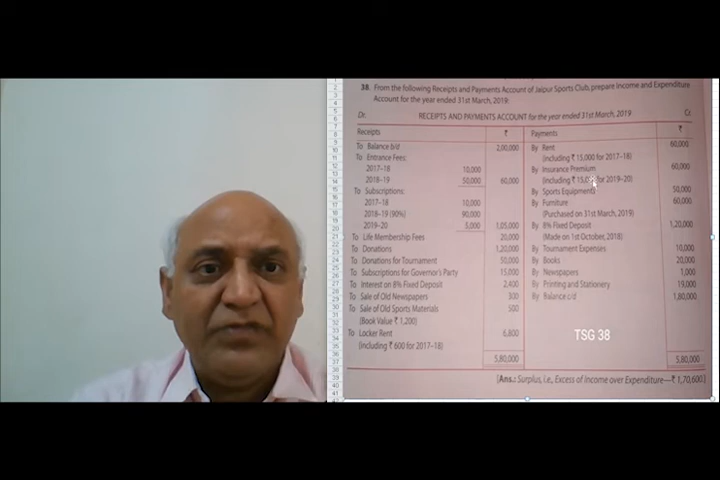 38. From the following Receipts and Payments Account of Jaipur Sports Club, prepare Income and Expenditure
Account for the year ended 31st March, 2019:
Dr. RECEIPTS AND PAYMENTS ACCOUNT for the year ended 31st March, 2019 Cr.
Receipts ₹ Payments ₹
To Balance b/d 2,00,000 By Rent 60,000
To Entrance Fees: (including ₹ 15,000 for 2017-18)
2017-18 10,000 By Insurance Premium 60,000
2018-19 50,000 60,000 (including ₹ 15,000 for 2019-20)
To Subscriptions: By Sports Equipments 50,000
2017-18 10,000 By Furniture 60,000
2018-19 (90%) 90,000 (Purchased on 31st March, 2019)
2019-20 5,000 1,05,000 By 8% Fixed Deposit 1,20,000
To Life Membership Fees 20,000 (Made on 1st October, 2018)
To Donations 1,20,000 By Tournament Expenses 10,000
To Donations for Tournament 50,000 By Books 20,000
To Subscriptions for Governor's Party 15,000 By Newspapers 1,000
To Interest on 8% Fixed Deposit 2,400 By Printing and Stationery 19,000
To Sale of Old Newspapers 300 By Balance c/d 1,80,000
To Sale of Old Sports Materials 500
(Book Value ₹ 1,200)
To Locker Rent 6,800
(including ₹ 600 for 2017-18)
TSG 38
5,80,000 5,80,000
[Ans.: Surplus, i.e., Excess of Income over Expenditure—₹ 1,70,600]